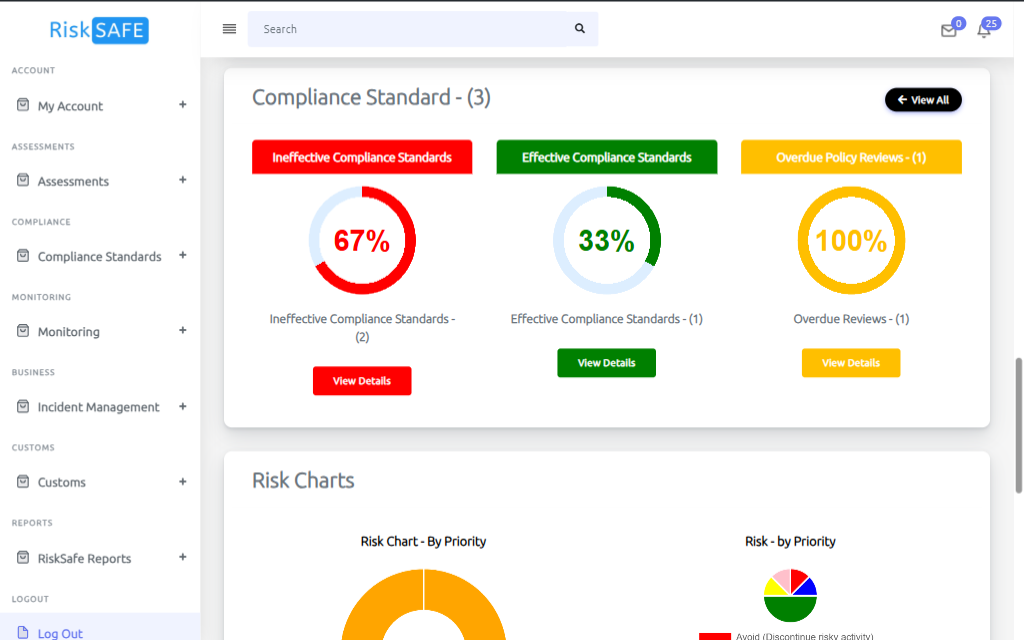 RiskSAFE
Search
0
25
ACCOUNT
My Account
+
ASSESSMENTS
Assessments
+
COMPLIANCE
Compliance Standards
+
MONITORING
Monitoring
+
BUSINESS
Incident Management
+
CUSTOMS
Customs
+
REPORTS
RiskSafe Reports
+
LOGOUT
Log Out
Compliance Standard - (3)
View All
Ineffective Compliance Standards
67%
Ineffective Compliance Standards -
(2)
View Details
Effective Compliance Standards
33%
Effective Compliance Standards - (1)
View Details
Overdue Policy Reviews - (1)
100%
Overdue Reviews - (1)
View Details
Risk Charts
Risk Chart - By Priority
Risk - by Priority
Avoid (Discontinue risky activity)